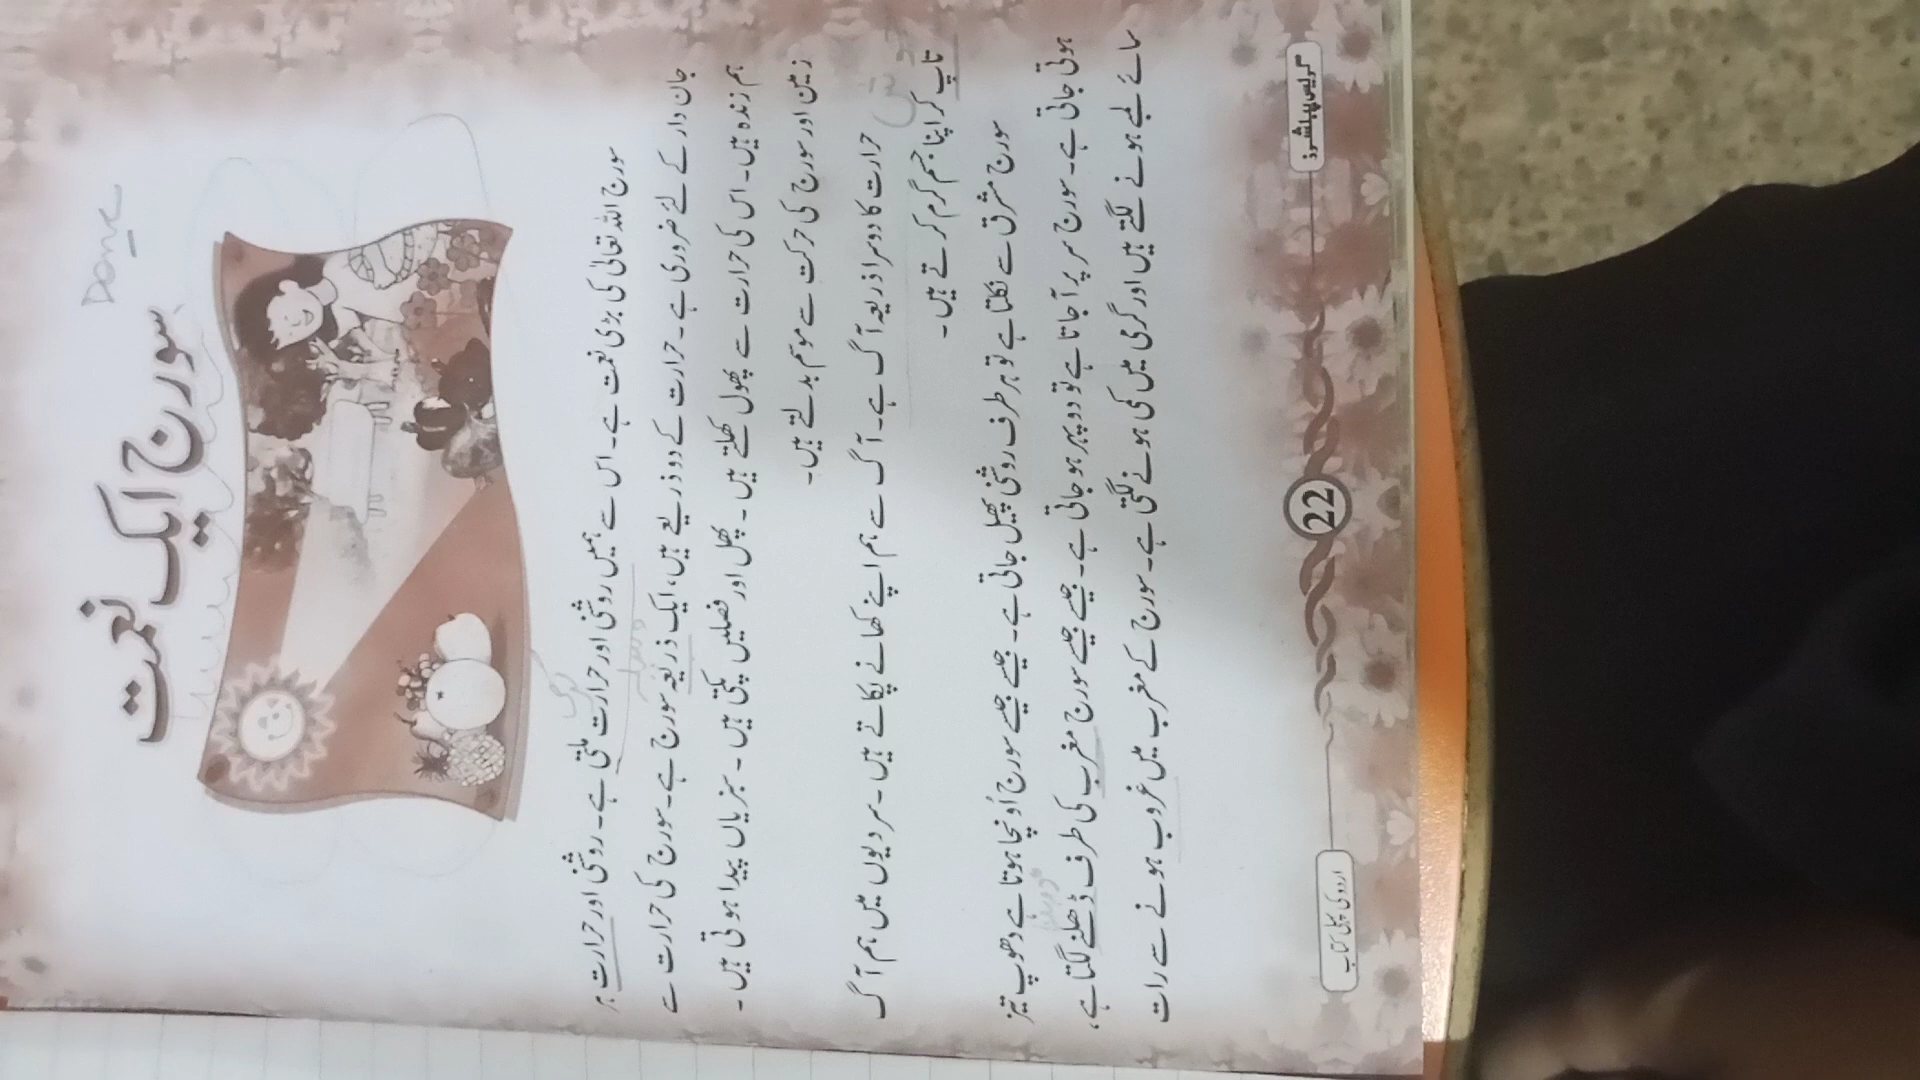 Done
سورج ایک نعمت
سورج اللہ تعالیٰ کی بڑی نعمت ہے۔ اس سے ہمیں روشنی اور حرارت ملتی ہے۔ روشنی اور حرارت ہر
جان دار کے لئے ضروری ہے۔ حرارت کے دو ذریعے ہیں، ایک ذریعہ سورج ہے۔ سورج کی حرارت سے
ہم زندہ ہیں۔ اس کی حرارت سے پھول کھلتے ہیں۔ پھل اور فصلیں پکتی ہیں۔ سبزیاں پیدا ہوتی ہیں۔
زمین اور سورج کی حرکت سے موسم بدلتے ہیں۔
حرارت کا دوسرا ذریعہ آگ ہے۔ آگ سے ہم اپنے کھانے پکاتے ہیں۔ سردیوں میں ہم آگ
تاپ کر اپنا جسم گرم کرتے ہیں۔
سورج مشرق سے نکلتا ہے تو ہر طرف روشنی پھیل جاتی ہے۔ جیسے جیسے سورج اُونچا ہوتا ہے دھوپ تیز
ہوتی جاتی ہے۔ سورج سر پر آ جاتا ہے تو دوپہر ہو جاتی ہے۔ جیسے جیسے سورج مغرب کی طرف ڈھلنے لگتا ہے،
سائے لمبے ہونے لگتے ہیں اور گرمی میں کمی ہونے لگتی ہے۔ سورج کے مغرب میں غروب ہونے سے رات
اردو کی پہلی کتاب
22